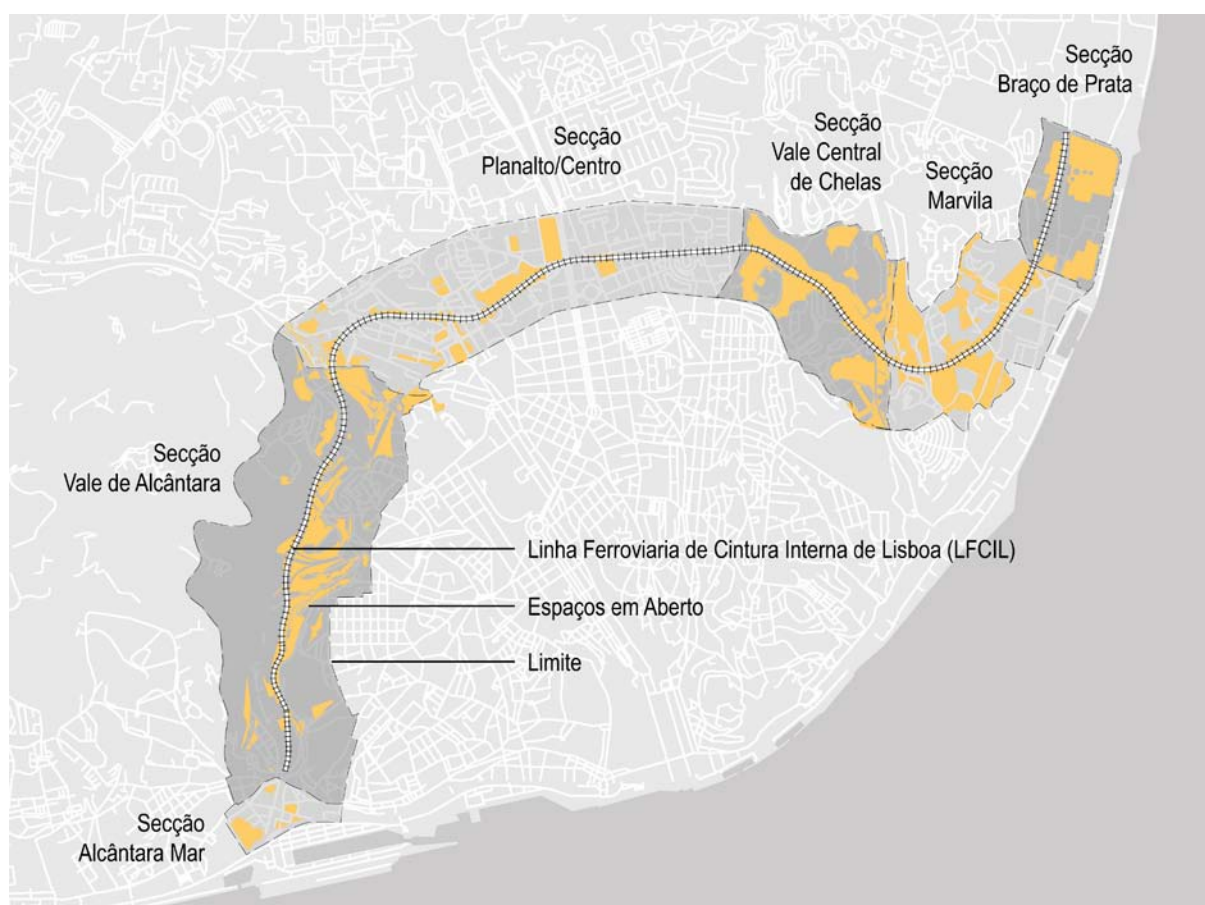 Secção
Braço de Prata
Secção
Vale Central
de Chelas
Secção
Planalto/Centro
Secção
Marvila
Secção
Vale de Alcântara
Linha Ferroviaria de Cintura Interna de Lisboa (LFCIL)
Espaços em Aberto
Limite
Secção
Alcântara Mar